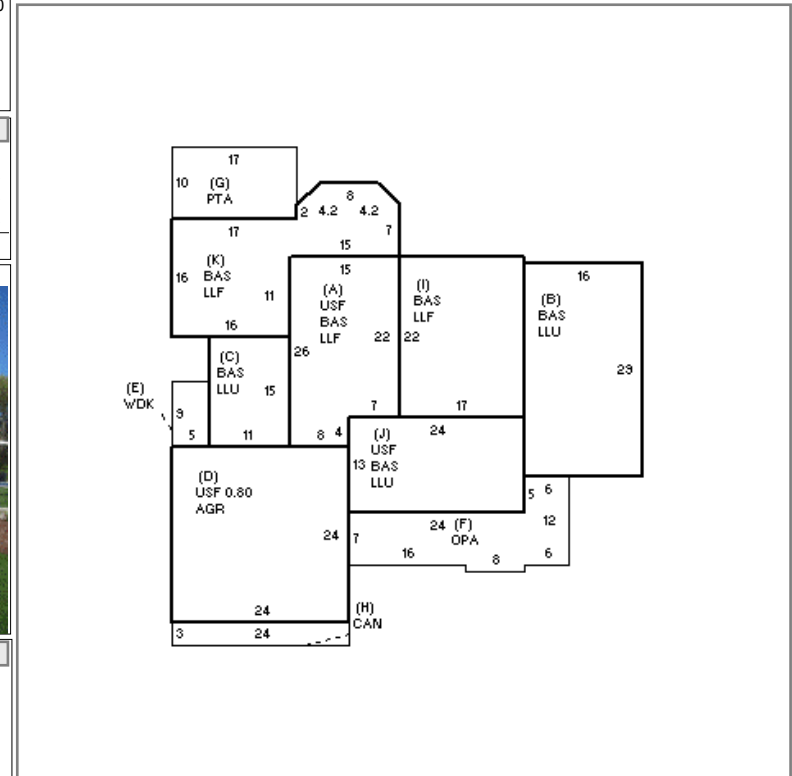 17
10 (G)
PTA
8
2 4.2 4.2
7
17
15
(K)
BAS
LLF
16
11
16
15
(A)
USF
BAS
LLF
22
26
7
(I)
BAS
LLF
22
17
16
(B)
BAS
LLU
29
(C)
BAS
LLU
15
11
(E)
WDK
9
5
8 4
24
(J)
USF
BAS
LLU
13
(D)
USF 0.80
AGR
24
24
5 6
12
24 (F)
OPA
7
16
8
6
(H)
CAN
3 24